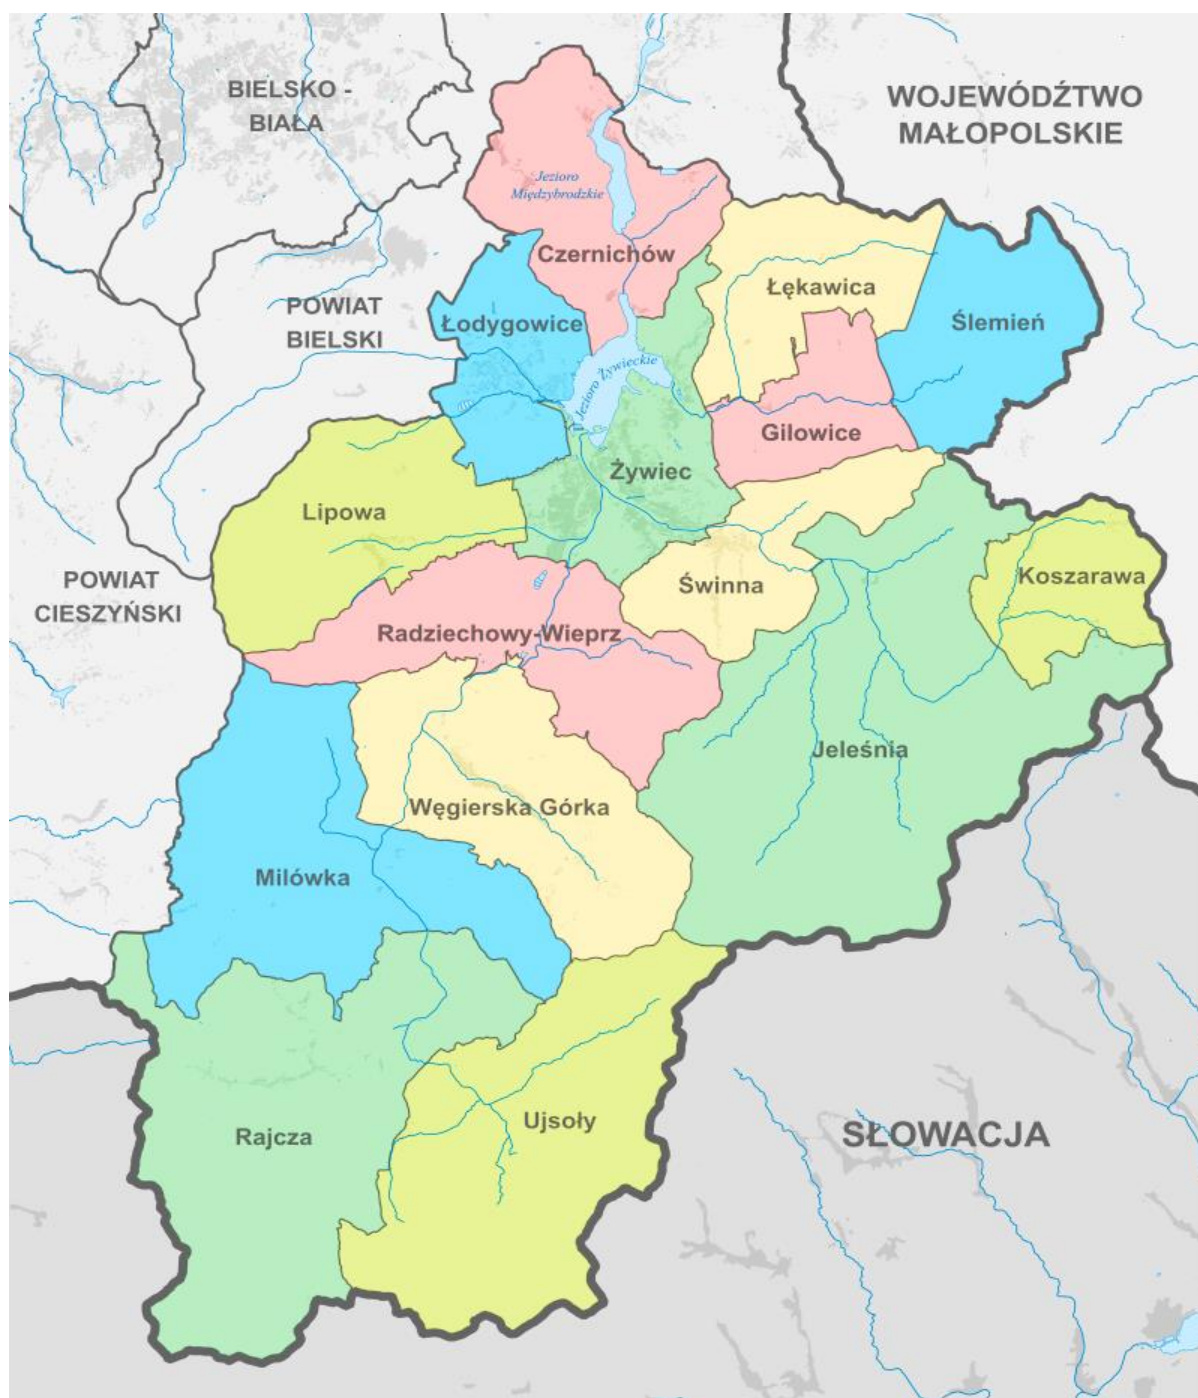 BIELSKO -
BIAŁA
WOJEWÓDŹTWO
MAŁOPOLSKIE
Jezioro
Międzybrodzkie
Czernichów
Łękawica
POWIAT
BIELSKI
Łodygowice
Ślemień
Jezioro Żywieckie
Gilowice
Żywiec
Lipowa
POWIAT
CIESZYŃSKI
Świnna
Koszarawa
Radziechowy-Wieprz
Jeleśnia
Węgierska Górka
Milówka
Ujsoły
Rajcza
SŁOWACJA